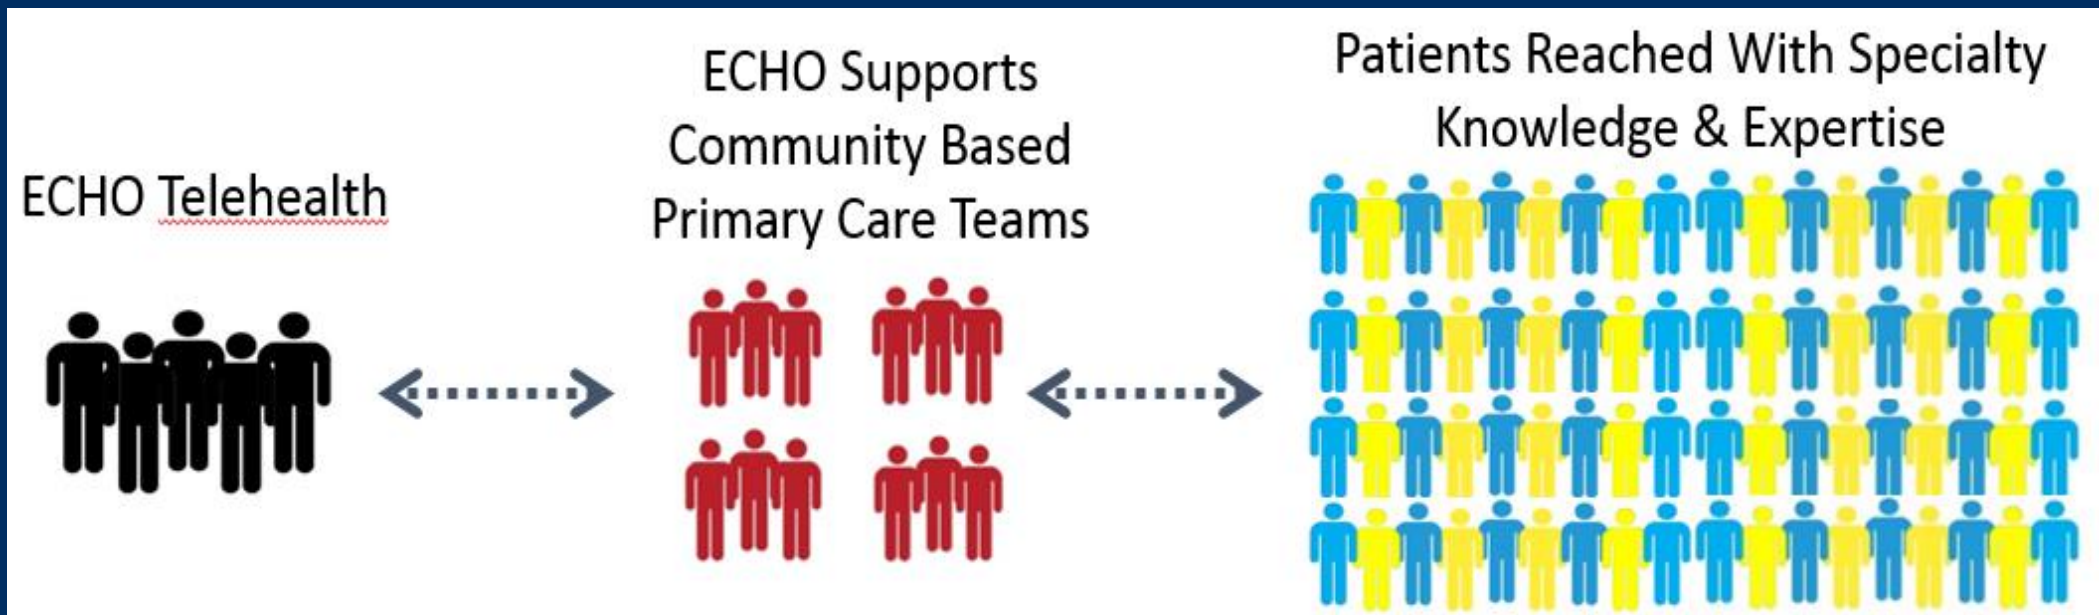 ECHO Telehealth
ECHO Supports
Community Based
Primary Care Teams
Patients Reached With Specialty
Knowledge & Expertise